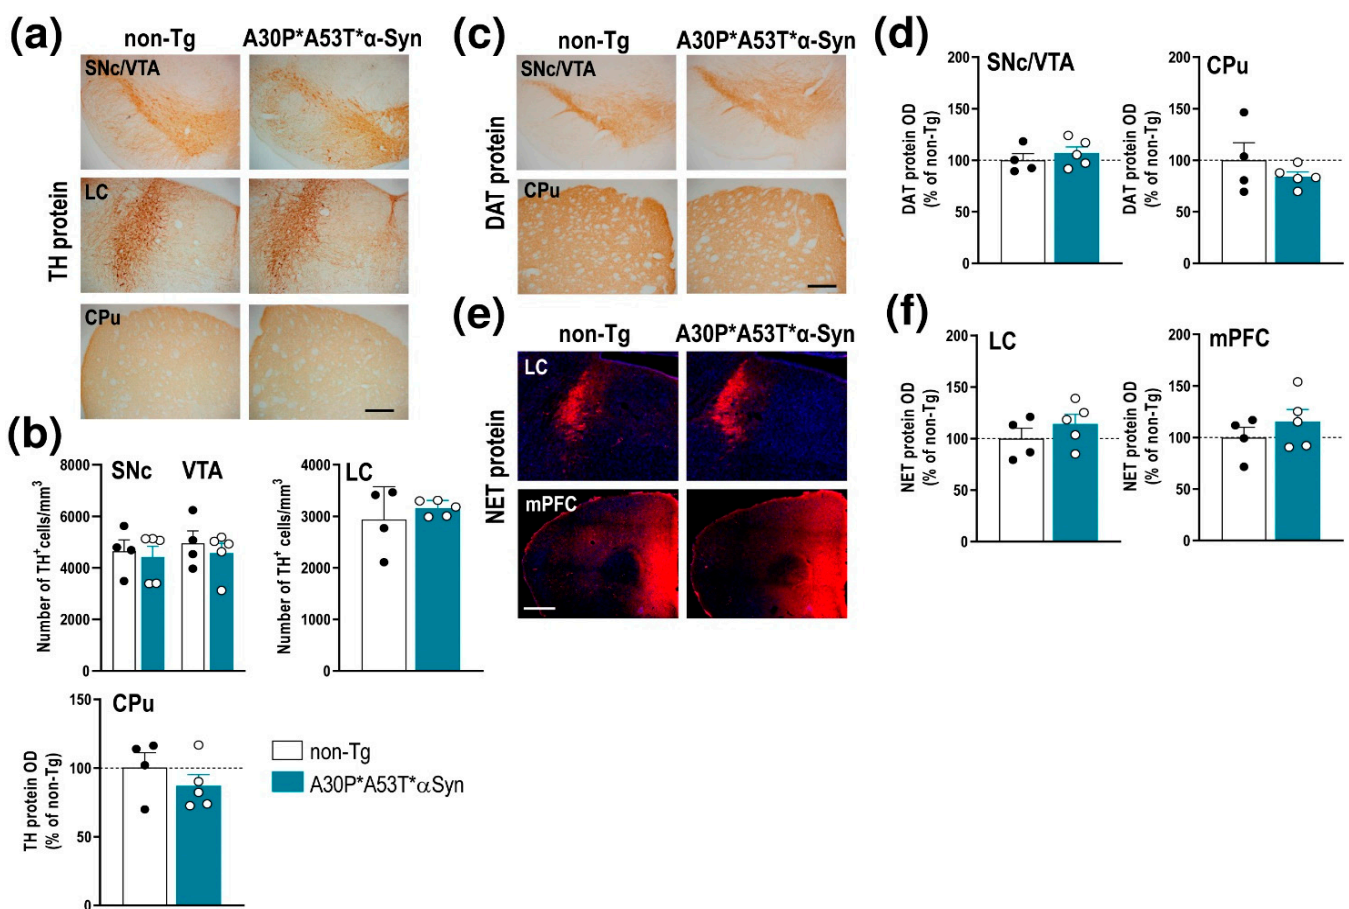 (a)
non-Tg
A30P*A53T*α-Syn
SNc/VTA
LC
CPu
TH protein
(b)
8000
6000
4000
2000
0
Number of TH⁺ cells/mm³
SNc
VTA
4000
3000
2000
1000
0
Number of TH⁺ cells/mm³
LC
150
100
50
0
TH protein OD
(% of non-Tg)
CPu
non-Tg
A30P*A53T*αSyn
(c)
non-Tg
A30P*A53T*α-Syn
SNc/VTA
CPu
DAT protein
(d)
200
150
100
50
0
DAT protein OD
(% of non-Tg)
SNc/VTA
200
150
100
50
0
DAT protein OD
(% of non-Tg)
CPu
(e)
non-Tg
A30P*A53T*α-Syn
LC
mPFC
NET protein
(f)
200
150
100
50
0
NET protein OD
(% of non-Tg)
LC
200
150
100
50
0
NET protein OD
(% of non-Tg)
mPFC